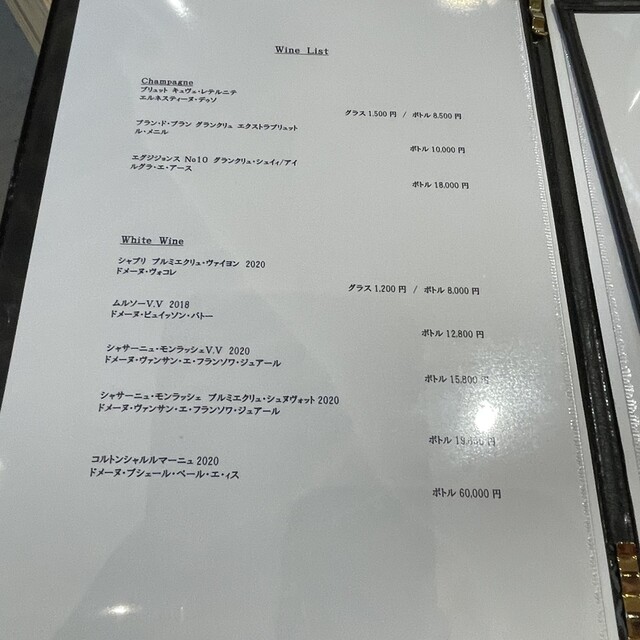 Wine List
Champagne
ブリュット キュヴェ・レテルニテ
エルネスティーヌ・デゥソ
グラス 1,500 円 / ボトル 8,500 円
ブラン・ド・ブラン グランクリュ エクストラブリュット
ル・メニル
ボトル 10,000 円
エグジジョンス No10 グランクリュ・シュイィ/アイ
ルグラ・エ・アース
ボトル 18,000 円
White Wine
シャブリ プルミエクリュ・ヴァイヨン 2020
ドメーヌ・ヴォコレ
グラス 1,200 円 / ボトル 8,000 円
ムルソーV.V 2018
ドメーヌ・ビュイッソン・バトー
ボトル 12,800 円
シャサーニュ・モンラッシェV.V 2020
ドメーヌ・ヴァンサン・エ・フランソワ・ジュアール
ボトル 15,800 円
シャサーニュ・モンラッシェ プルミエクリュ・シュヌヴォット 2020
ドメーヌ・ヴァンサン・エ・フランソワ・ジュアール
ボトル 円
コルトンシャルルマーニュ 2020
ドメーヌ・ブシェール・ペール・エ・ィス
ボトル 60,000 円